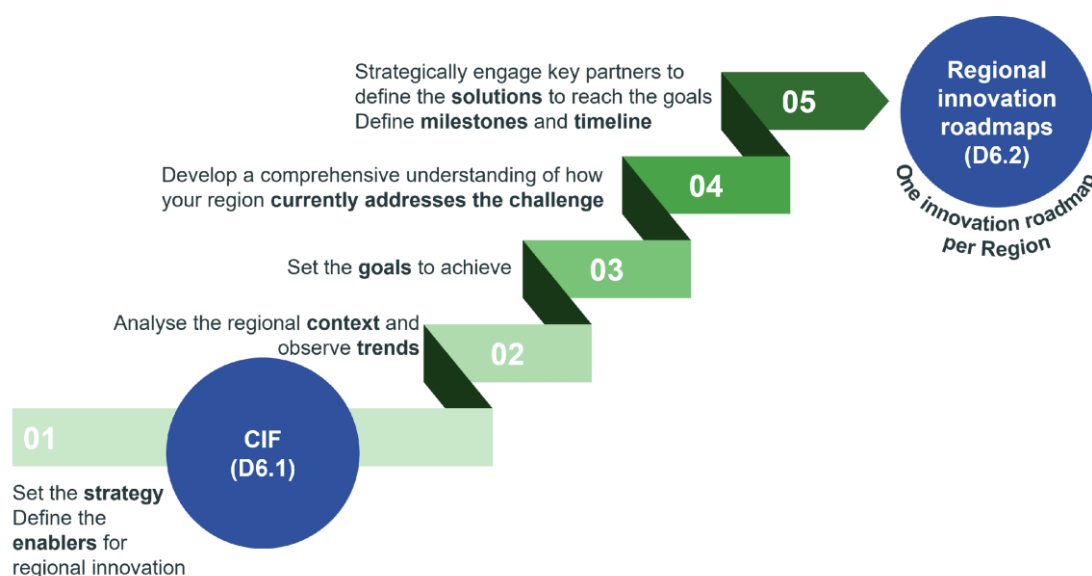 Strategically engage key partners to
define the solutions to reach the goals
Define milestones and timeline
05
Regional
innovation
roadmaps
(D6.2)
One innovation roadmap
per Region
Develop a comprehensive understanding of how
your region currently addresses the challenge
04
Set the goals to achieve
03
Analyse the regional context and
observe trends
02
01
CIF
(D6.1)
Set the strategy
Define the
enablers for
regional innovation